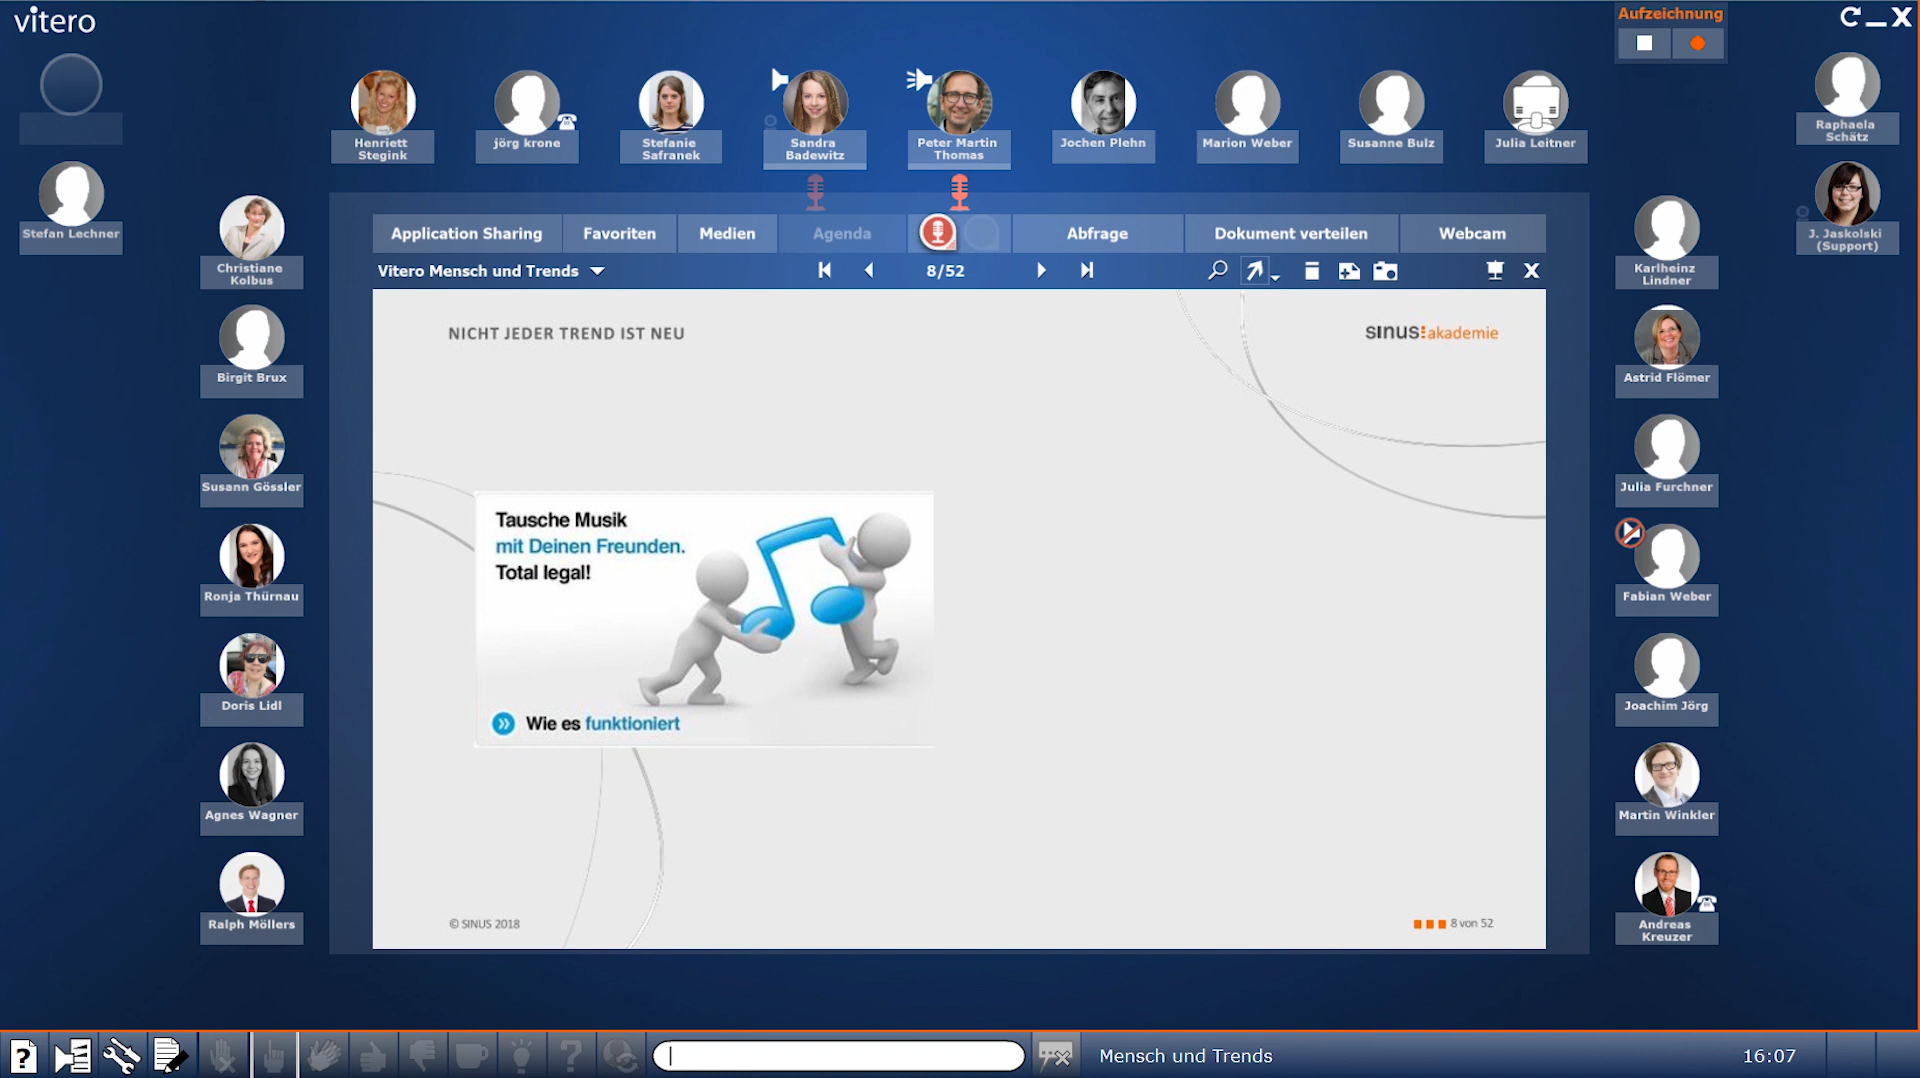 vitero
Aufzeichnung
Henriett
Stegink
jörg krone
Stefanie
Safranek
Sandra
Badewitz
Peter Martin
Thomas
Jochen Plehn
Marion Weber
Susanne Bulz
Julia Leitner
Raphaela
Schätz
J. Jaskolski
(Support)
Stefan Lechner
Christiane
Kolbus
Birgit Brux
Susann Gössler
Ronja Thürnau
Doris Lidl
Agnes Wagner
Ralph Möllers
Application Sharing
Favoriten
Medien
Agenda
Abfrage
Dokument verteilen
Webcam
Vitero Mensch und Trends
8/52
NICHT JEDER TREND IST NEU
sinus:akademie
Tausche Musik
mit Deinen Freunden.
Total legal!
Wie es funktioniert
© SINUS 2018
8 von 52
Karlheinz
Lindner
Astrid Flömer
Julia Furchner
Fabian Weber
Joachim Jörg
Martin Winkler
Andreas
Kreuzer
Mensch und Trends
16:07